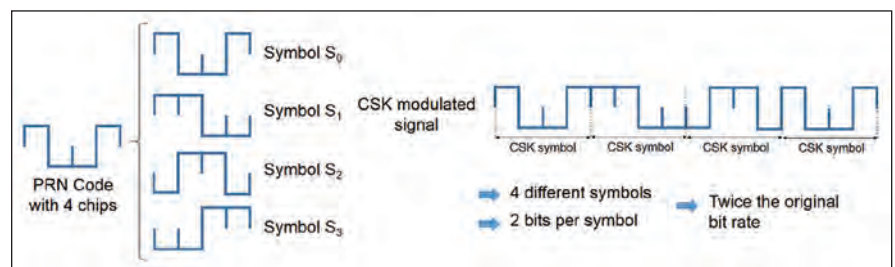 Symbol S0
Symbol S1
Symbol S2
Symbol S3
PRN Code
with 4 chips
CSK modulated
signal
CSK symbol CSK symbol CSK symbol CSK symbol
4 different symbols
2 bits per symbol
Twice the original
bit rate